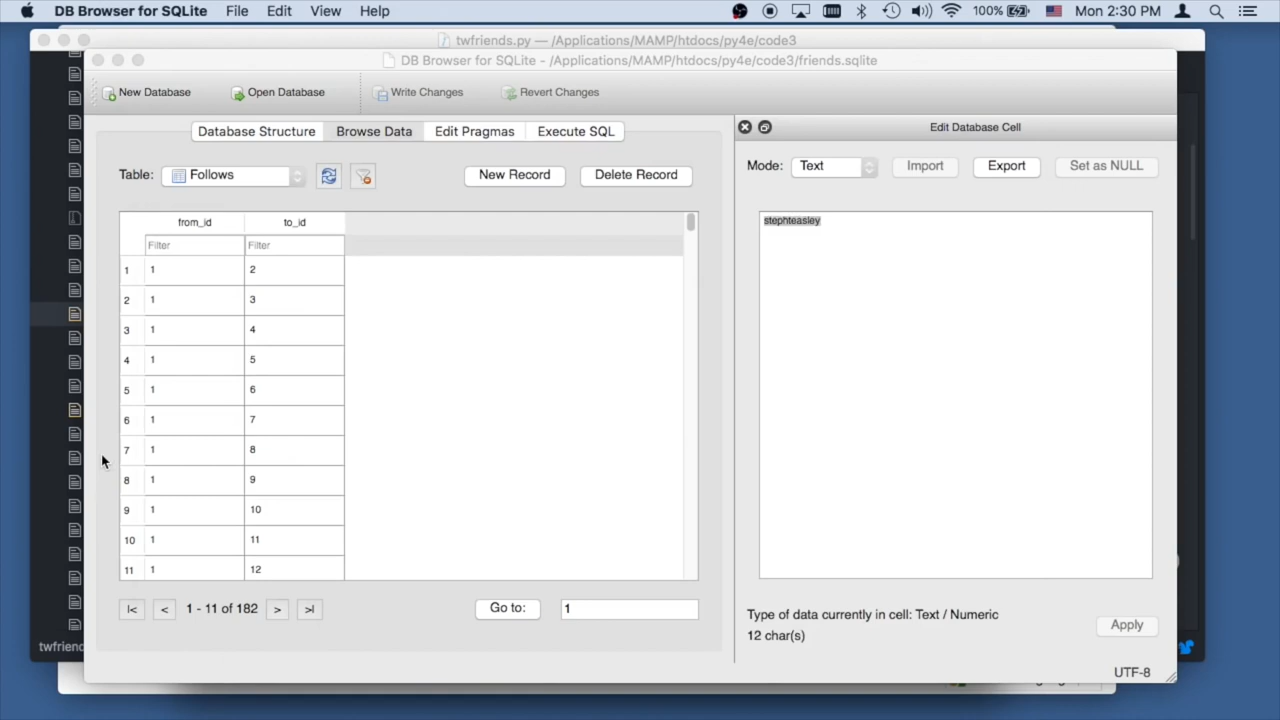 DB Browser for SQLite File Edit View Help 100% Mon 2:30 PM
twfriends.py — /Applications/MAMP/htdocs/py4e/code3
DB Browser for SQLite - /Applications/MAMP/htdocs/py4e/code3/friends.sqlite
New Database Open Database Write Changes Revert Changes
Database Structure Browse Data Edit Pragmas Execute SQL
Edit Database Cell
Table: Follows New Record Delete Record
Mode: Text Import Export Set as NULL
from_id to_id
Filter Filter
1 1 2
2 1 3
3 1 4
4 1 5
5 1 6
6 1 7
7 1 8
8 1 9
9 1 10
10 1 11
11 1 12
|< < 1 - 11 of 182 > >| Go to: 1
stephteasley
Type of data currently in cell: Text / Numeric
12 char(s)
Apply
UTF-8
twfriend